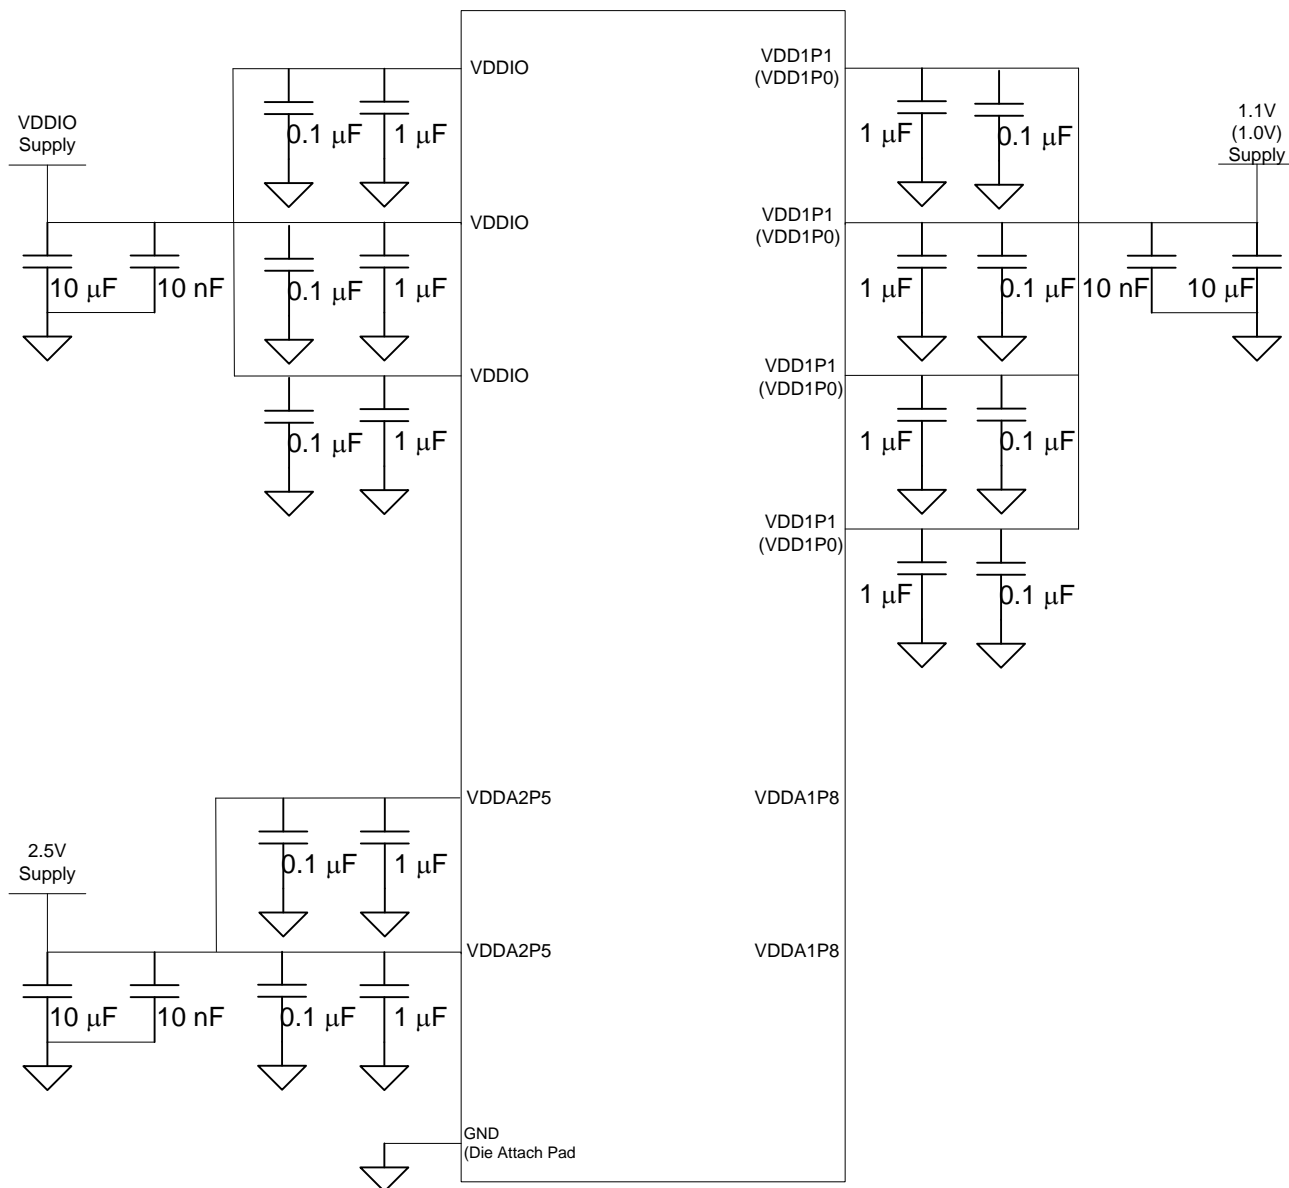 VDDIO
VDD1P1
(VDD1P0)
0.1 μF
1 μF
1 μF
0.1 μF
VDDIO
Supply
1.1V
(1.0V)
Supply
VDDIO
VDD1P1
(VDD1P0)
10 μF
10 nF
0.1 μF
1 μF
1 μF
0.1 μF
10 nF
10 μF
VDDIO
VDD1P1
(VDD1P0)
0.1 μF
1 μF
1 μF
0.1 μF
VDD1P1
(VDD1P0)
1 μF
0.1 μF
VDDA2P5
VDDA1P8
0.1 μF
1 μF
2.5V
Supply
VDDA2P5
VDDA1P8
10 μF
10 nF
0.1 μF
1 μF
GND
(Die Attach Pad